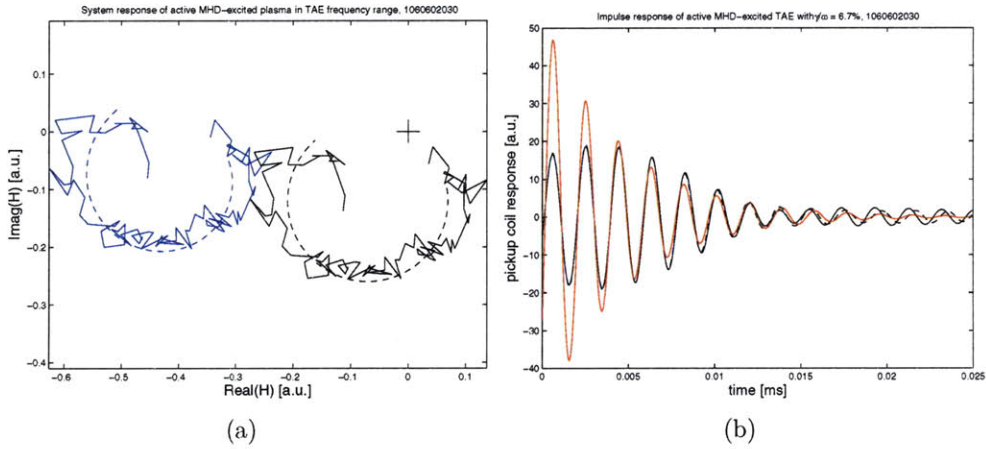 System response of active MHD-excited plasma in TAE frequency range, 1060602030
0.1
0
-0.1
-0.2
-0.3
-0.4
Imag(H) [a.u.]
-0.6 -0.5 -0.4 -0.3 -0.2 -0.1 0 0.1
Real(H) [a.u.]
(a)
Impulse response of active MHD-excited TAE withγ/ω = 6.7%, 1060602030
50
40
30
20
10
0
-10
-20
-30
-40
pickup coil response [a.u.]
0 0.005 0.01 0.015 0.02 0.025
time [ms]
(b)